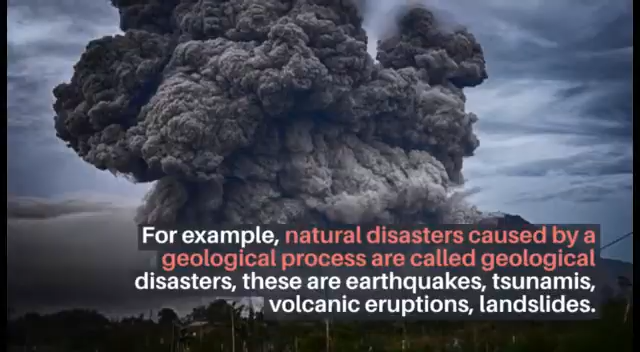 For example, natural disasters caused by a
geological process are called geological
disasters, these are earthquakes, tsunamis,
volcanic eruptions, landslides.